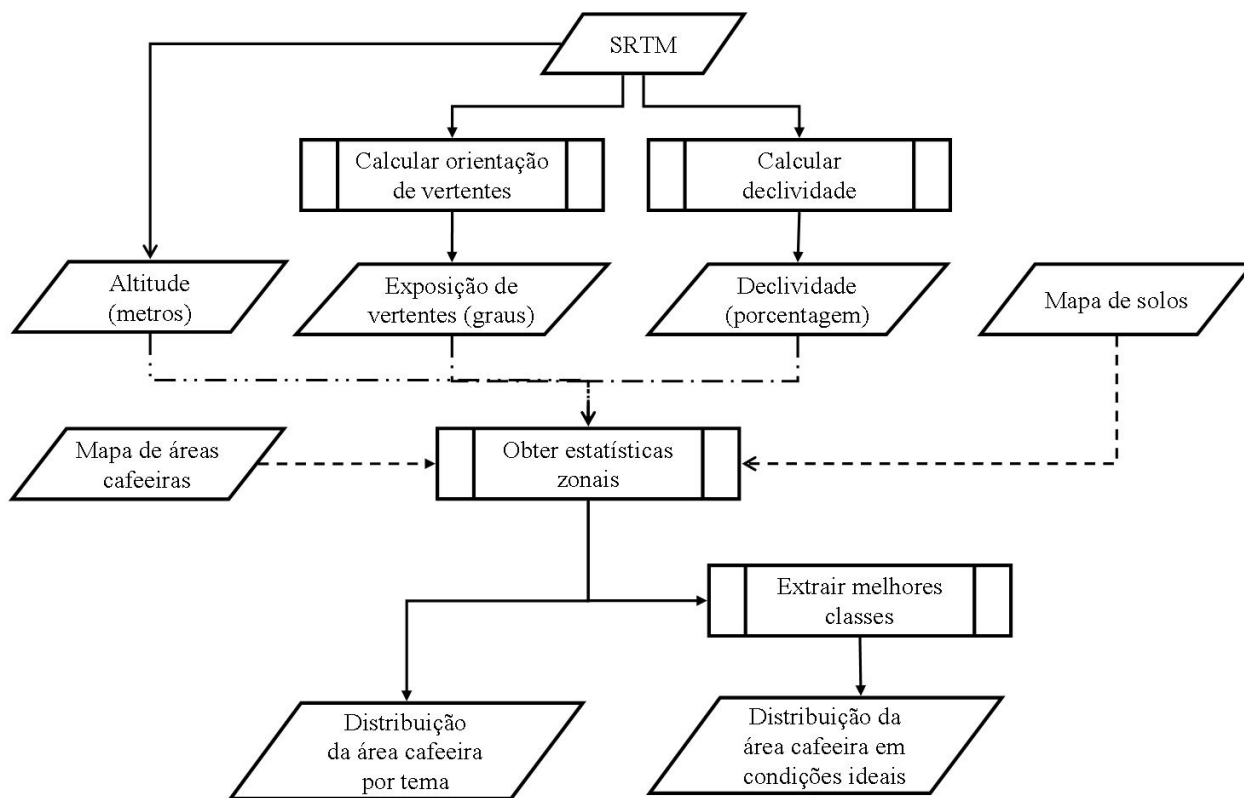 SRTM
Calcular orientação
de vertentes
Calcular
declividade
Altitude
(metros)
Exposição de
vertentes (graus)
Declividade
(porcentagem)
Mapa de solos
Mapa de áreas
cafeeiras
Obter estatísticas
zonais
Extrair melhores
classes
Distribuição
da área cafeeira
por tema
Distribuição da
área cafeeira em
condições ideais